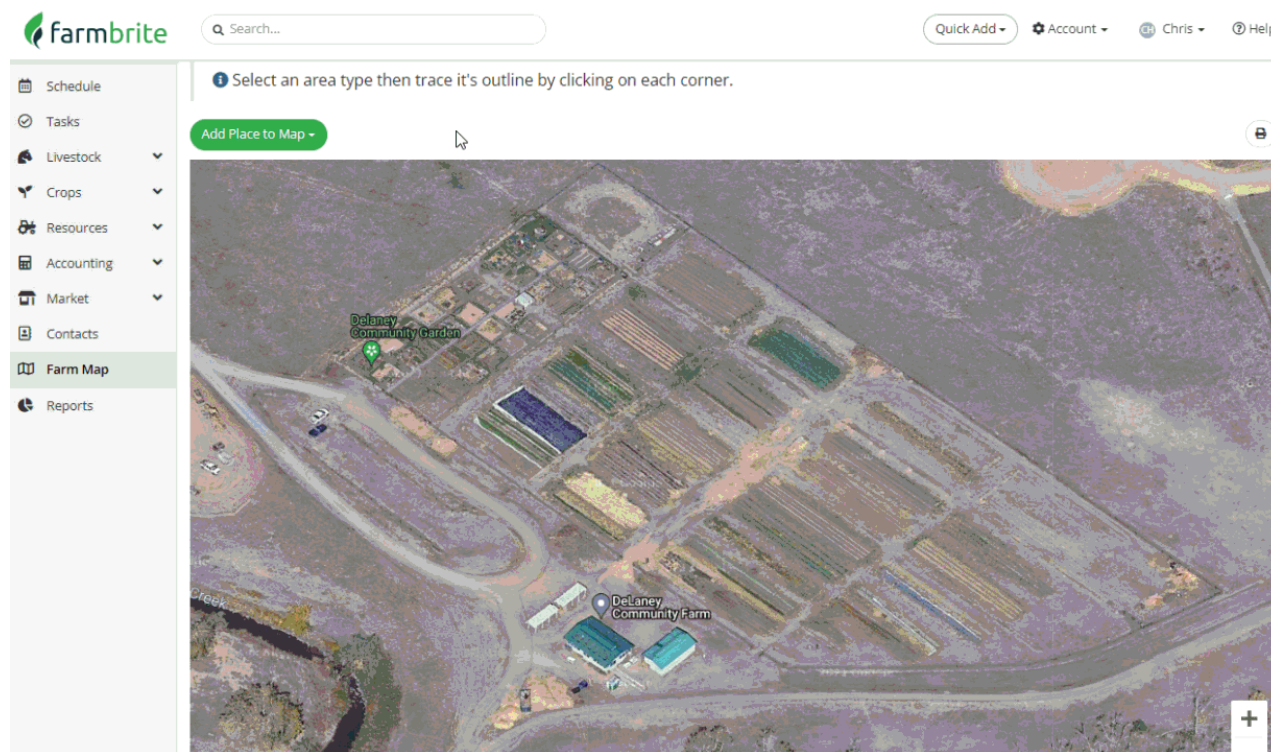 farmbrite
Search...
Quick Add
Account
CH
Chris
Help
Schedule
Tasks
Livestock
Crops
Resources
Accounting
Market
Contacts
Farm Map
Reports
Select an area type then trace it's outline by clicking on each corner.
Add Place to Map
Delaney
Community Garden
DeLaney
Community Farm
Creek
+